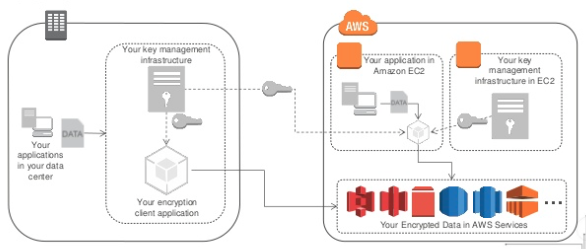 AWS
Your key management
infrastructure
Your application in
Amazon EC2
Your key
management
infrastructure in EC2
DATA
DATA
Your
applications
in your data
center
Your encryption
client application
Your Encrypted Data in AWS Services